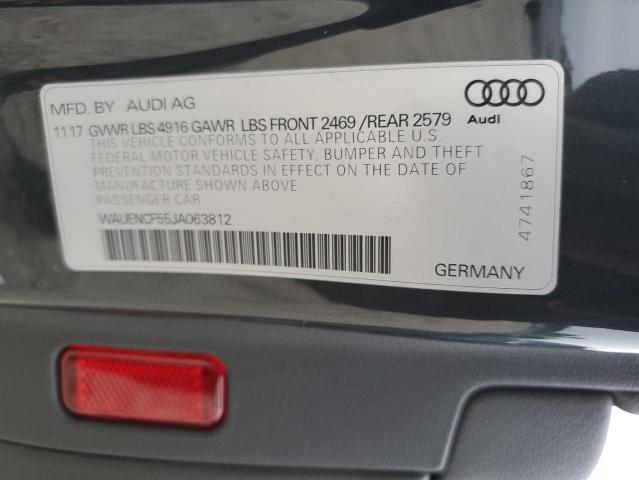 MFD. BY AUDI AG
11 17 GVWR LBS 4916 GAWR LBS FRONT 2469 /REAR 2579
THIS VEHICLE CONFORMS TO ALL APPLICABLE U.S.
FEDERAL MOTOR VEHICLE SAFETY, BUMPER AND THEFT
PREVENTION STANDARDS IN EFFECT ON THE DATE OF
MANUFACTURE SHOWN ABOVE
PASSENGER CAR
WAUENCF55JA063812
Audi
4741867
GERMANY